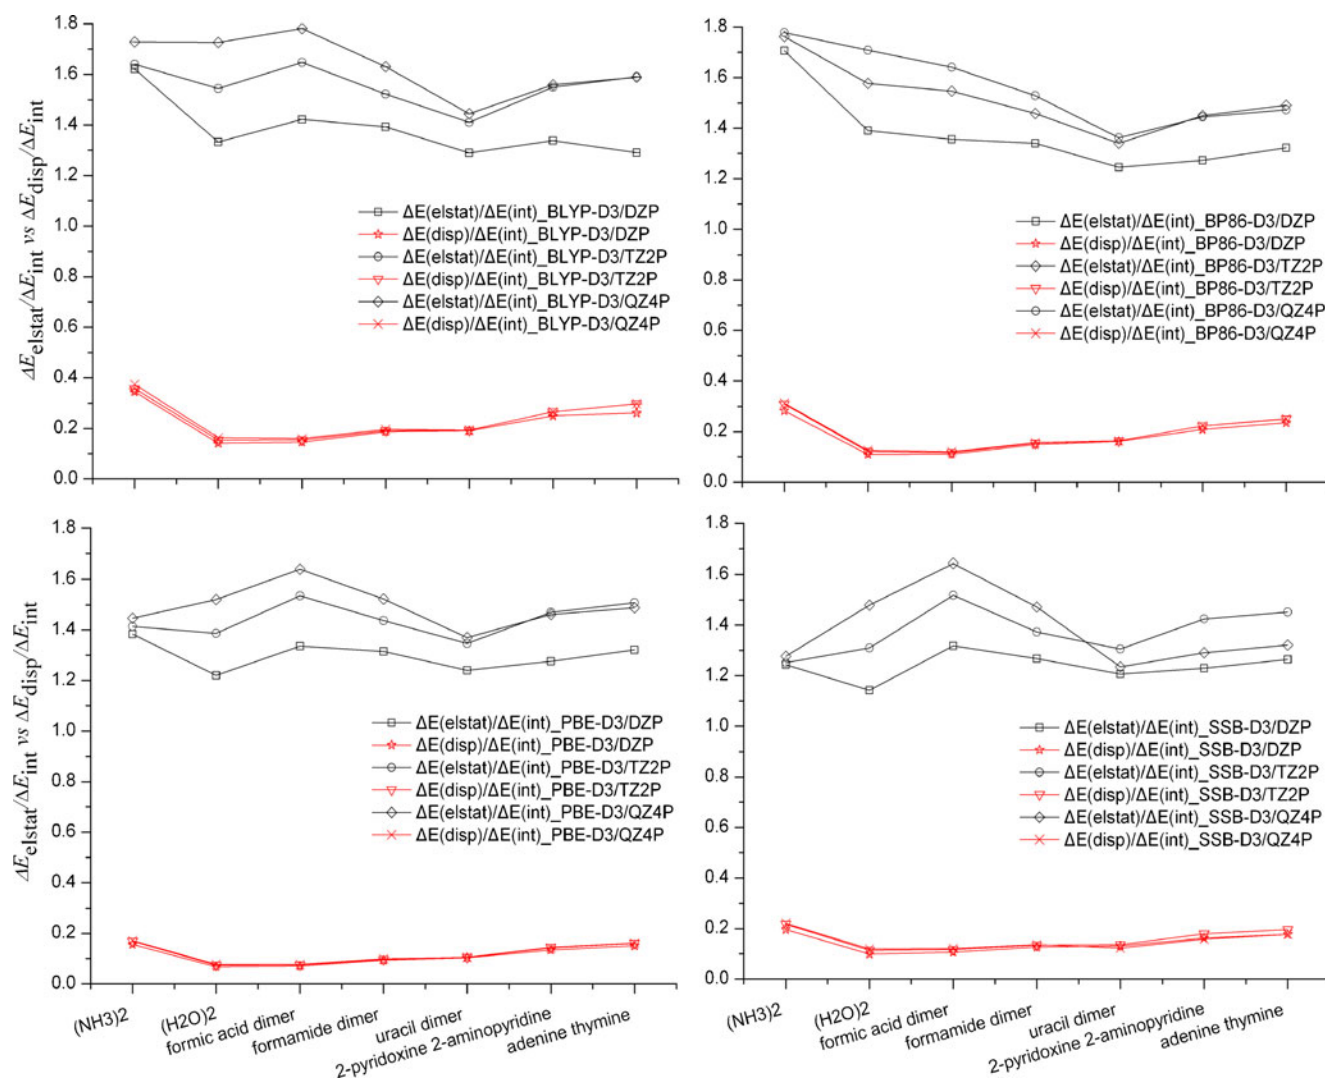 ΔEelstat/ΔEint vs ΔEdisp/ΔEint
1.8
1.6
1.4
1.2
1.0
0.8
0.6
0.4
0.2
0.0
ΔE(elstat)/ΔE(int)_BLYP-D3/DZP
ΔE(disp)/ΔE(int)_BLYP-D3/DZP
ΔE(elstat)/ΔE(int)_BLYP-D3/TZ2P
ΔE(disp)/ΔE(int)_BLYP-D3/TZ2P
ΔE(elstat)/ΔE(int)_BLYP-D3/QZ4P
ΔE(disp)/ΔE(int)_BLYP-D3/QZ4P
1.8
1.6
1.4
1.2
1.0
0.8
0.6
0.4
0.2
0.0
ΔE(elstat)/ΔE(int)_BP86-D3/DZP
ΔE(disp)/ΔE(int)_BP86-D3/DZP
ΔE(elstat)/ΔE(int)_BP86-D3/TZ2P
ΔE(disp)/ΔE(int)_BP86-D3/TZ2P
ΔE(elstat)/ΔE(int)_BP86-D3/QZ4P
ΔE(disp)/ΔE(int)_BP86-D3/QZ4P
ΔEelstat/ΔEint vs ΔEdisp/ΔEint
1.8
1.6
1.4
1.2
1.0
0.8
0.6
0.4
0.2
0.0
ΔE(elstat)/ΔE(int)_PBE-D3/DZP
ΔE(disp)/ΔE(int)_PBE-D3/DZP
ΔE(elstat)/ΔE(int)_PBE-D3/TZ2P
ΔE(disp)/ΔE(int)_PBE-D3/TZ2P
ΔE(elstat)/ΔE(int)_PBE-D3/QZ4P
ΔE(disp)/ΔE(int)_PBE-D3/QZ4P
(NH3)2
(H2O)2
formic acid dimer
formamide dimer
uracil dimer
2-pyridoxine 2-aminopyridine
adenine thymine
1.8
1.6
1.4
1.2
1.0
0.8
0.6
0.4
0.2
0.0
ΔE(elstat)/ΔE(int)_SSB-D3/DZP
ΔE(disp)/ΔE(int)_SSB-D3/DZP
ΔE(elstat)/ΔE(int)_SSB-D3/TZ2P
ΔE(disp)/ΔE(int)_SSB-D3/TZ2P
ΔE(elstat)/ΔE(int)_SSB-D3/QZ4P
ΔE(disp)/ΔE(int)_SSB-D3/QZ4P
(NH3)2
(H2O)2
formic acid dimer
formamide dimer
uracil dimer
2-pyridoxine 2-aminopyridine
adenine thymine